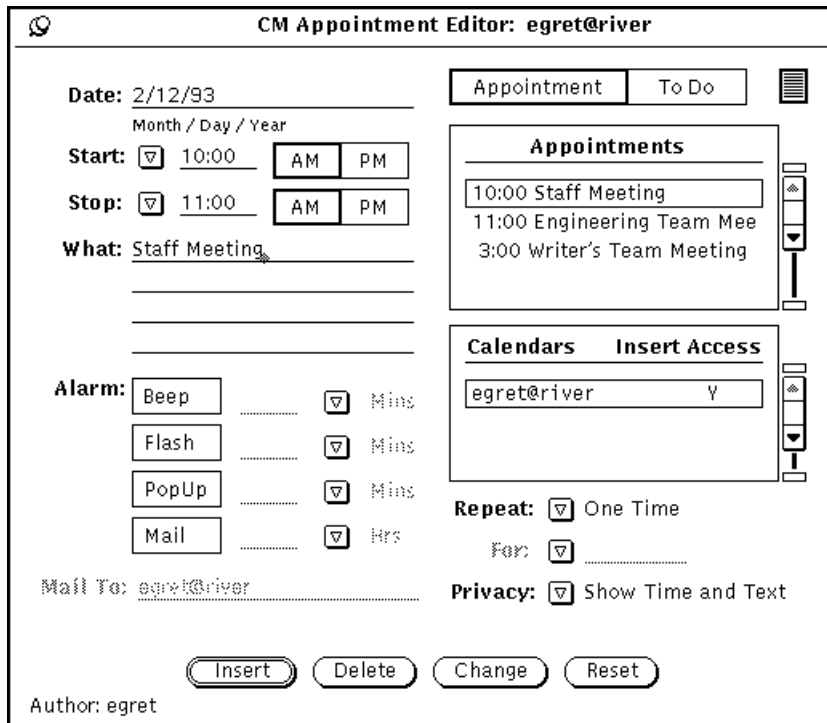 CM Appointment Editor: egret@river
Date: 2/12/93
Month / Day / Year
Start: 10:00 AM PM
Stop: 11:00 AM PM
What: Staff Meeting
Alarm: Beep Mins
Flash Mins
PopUp Mins
Mail Hrs
Mail To: egret@river
Appointment To Do
Appointments
10:00 Staff Meeting
11:00 Engineering Team Mee
3:00 Writer's Team Meeting
Calendars Insert Access
egret@river Y
Repeat: One Time
For:
Privacy: Show Time and Text
Insert Delete Change Reset
Author: egret